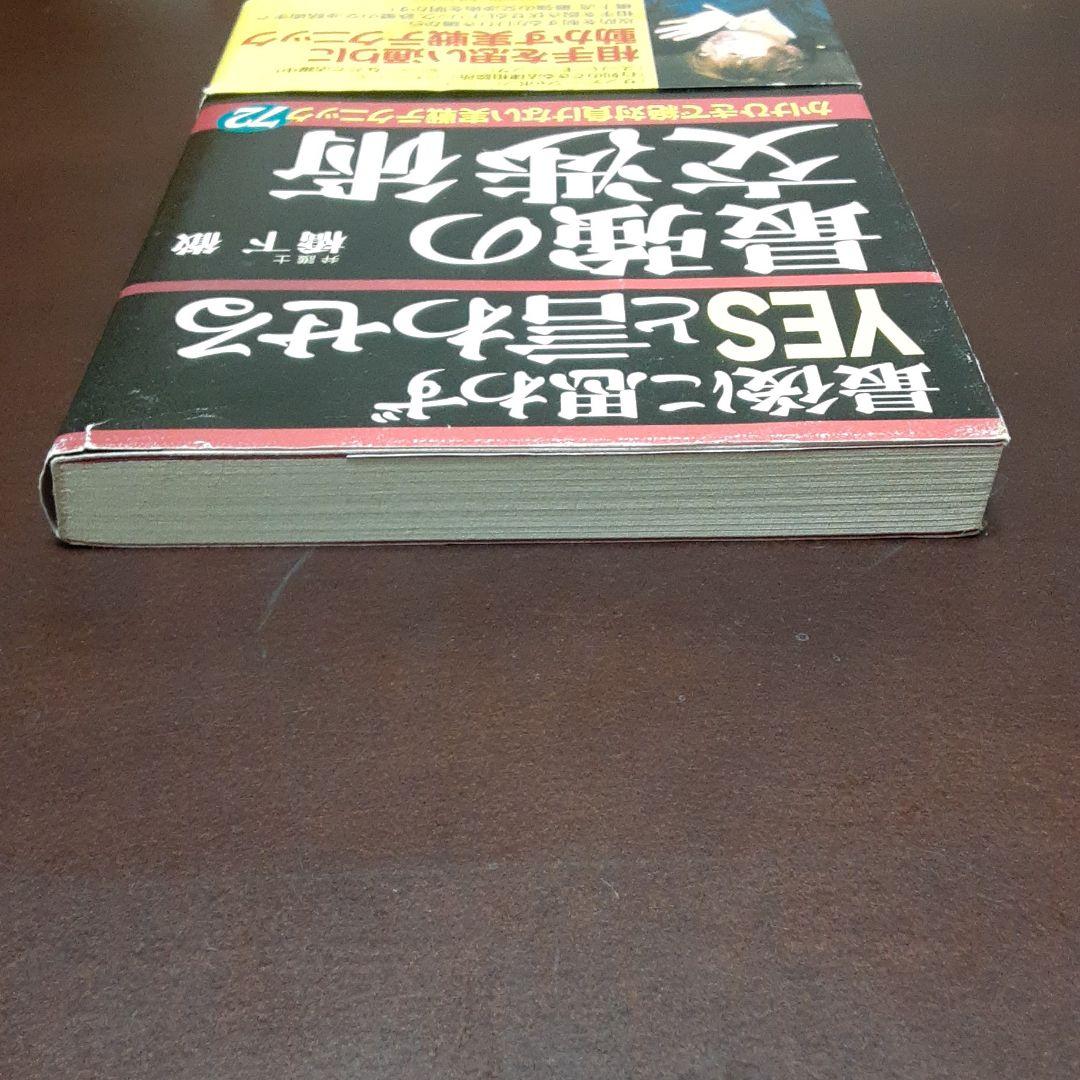 最後に思わず
YESと言わせる
最強の
交渉術
弁護士
橋下 徹
かけひきで絶対負けない実戦テクニック72
相手を思い通りに
動かす実戦テクニック